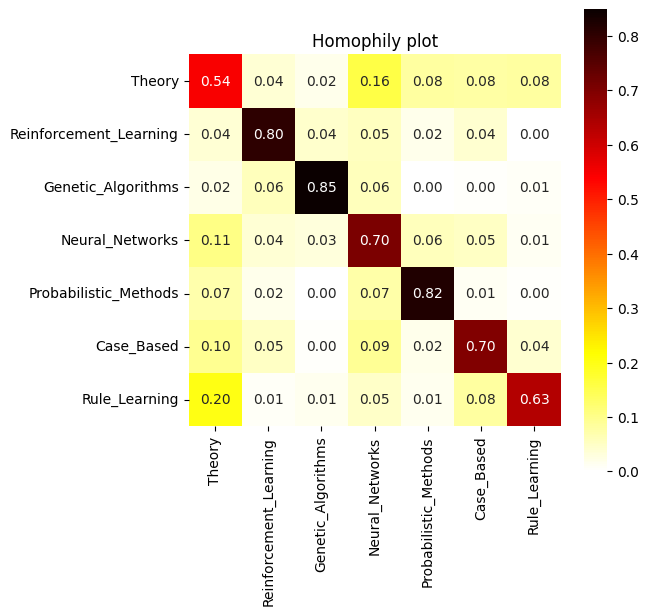 Homophily plot
Theory 0.54 0.04 0.02 0.16 0.08 0.08 0.08
Reinforcement_Learning 0.04 0.80 0.04 0.05 0.02 0.04 0.00
Genetic_Algorithms 0.02 0.06 0.85 0.06 0.00 0.00 0.01
Neural_Networks 0.11 0.04 0.03 0.70 0.06 0.05 0.01
Probabilistic_Methods 0.07 0.02 0.00 0.07 0.82 0.01 0.00
Case_Based 0.10 0.05 0.00 0.09 0.02 0.70 0.04
Rule_Learning 0.20 0.01 0.01 0.05 0.01 0.08 0.63
Theory
Reinforcement_Learning
Genetic_Algorithms
Neural_Networks
Probabilistic_Methods
Case_Based
Rule_Learning
0.8
0.7
0.6
0.5
0.4
0.3
0.2
0.1
0.0